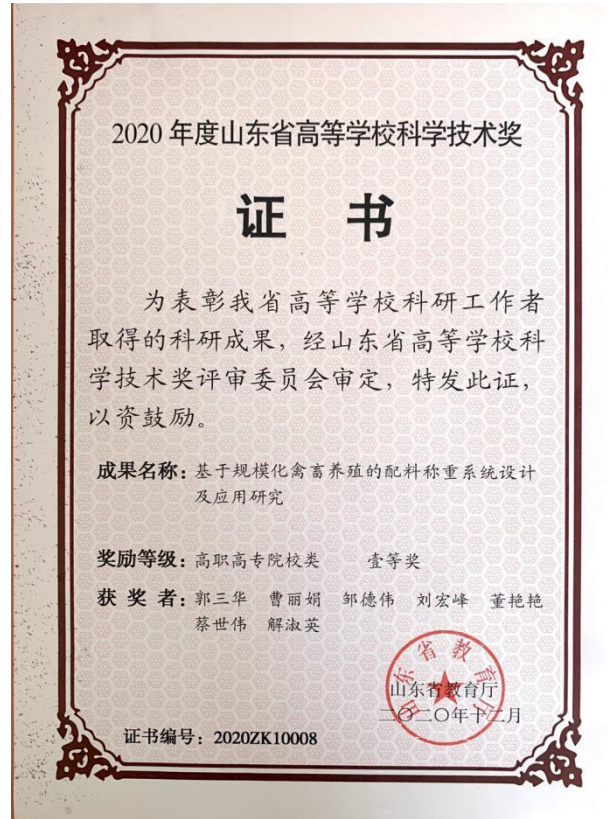 2020 年度山东省高等学校科学技术奖
证 书
为表彰我省高等学校科研工作者
取得的科研成果，经山东省高等学校科
学技术奖评审委员会审定，特发此证，
以资鼓励。
成果名称：基于规模化禽畜养殖的配料称重系统设计
及应用研究
奖励等级：高职高专院校类 壹等奖
获 奖 者：郭三华 曹丽娟 邹德伟 刘宏峰 董艳艳
蔡世伟 解淑英
山东省教育厅
山东省教育厅
二〇二〇年十二月
证书编号：2020ZK10008